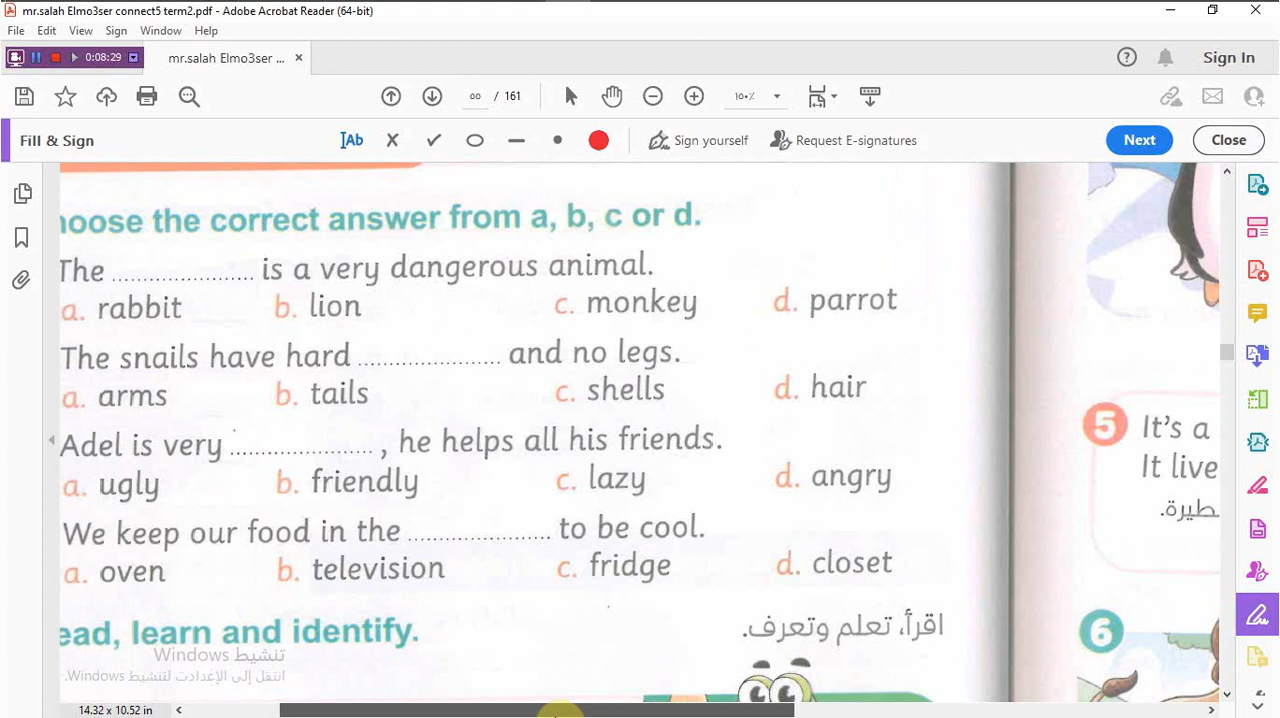 mr.salah Elmo3ser connect5 term2.pdf - Adobe Acrobat Reader (64-bit)
File Edit View Sign Window Help
0:08:29
mr.salah Elmo3ser ... ×
Sign In
٥٥ / 161
١٠٢٪
Fill & Sign
Ab
Sign yourself
Request E-signatures
Next
Close
hoose the correct answer from a, b, c or d.
The .................... is a very dangerous animal.
a. rabbit b. lion c. monkey d. parrot
The snails have hard .................... and no legs.
a. arms b. tails c. shells d. hair
Adel is very .................... , he helps all his friends.
a. ugly b. friendly c. lazy d. angry
We keep our food in the .................... to be cool.
a. oven b. television c. fridge d. closet
ead, learn and identify.
اقرأ، تعلم وتعرف.
5 It's a
It live
طيرة.
6
تنشيط Windows
انتقل إلى الإعدادت لتنشيط Windows.
14.32 x 10.52 in